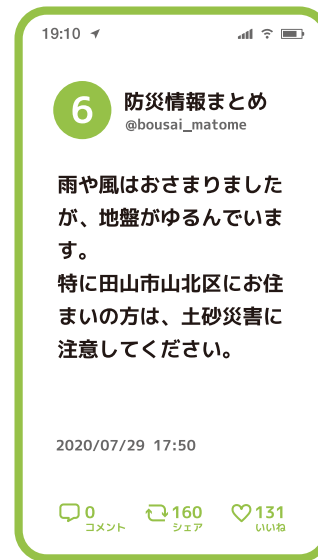 19:10
6
防災情報まとめ
@bousai_matome
雨や風はおさまりました
が、地盤がゆるんでいま
す。
特に田山市山北区にお住
まいの方は、土砂災害に
注意してください。
2020/07/29 17:50
0 160 131
コメント シェア いいね